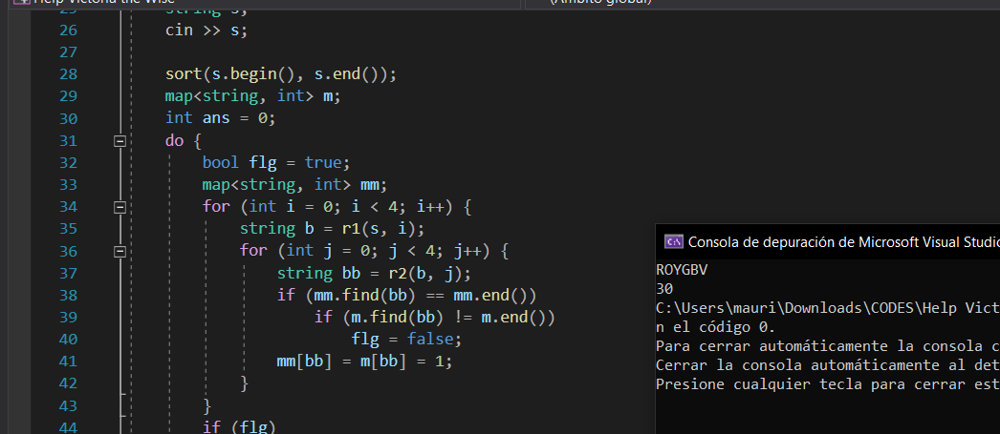 Help Victoria the Wise
(Ámbito global)
25 string s;
26 cin >> s;
27
28 sort(s.begin(), s.end());
29 map<string, int> m;
30 int ans = 0;
31 do {
32 bool flg = true;
33 map<string, int> mm;
34 for (int i = 0; i < 4; i++) {
35 string b = r1(s, i);
36 for (int j = 0; j < 4; j++) {
37 string bb = r2(b, j);
38 if (mm.find(bb) == mm.end())
39 if (m.find(bb) != m.end())
40 flg = false;
41 mm[bb] = m[bb] = 1;
42 }
43 }
44 if (flg)
Consola de depuración de Microsoft Visual Studio
ROYGBV
30
C:\Users\mauri\Downloads\CODES\Help Vict
n el código 0.
Para cerrar automáticamente la consola c
Cerrar la consola automáticamente al det
Presione cualquier tecla para cerrar est